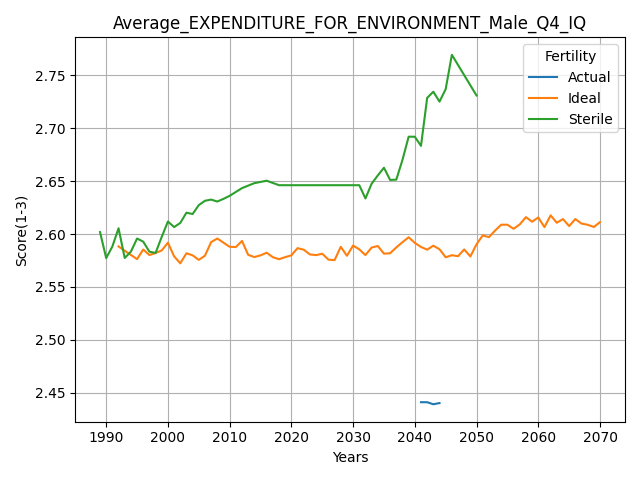 Average_EXPENDITURE_FOR_ENVIRONMENT_Male_Q4_IQ
Fertility
Actual
Ideal
Sterile
Score(1-3)
2.75
2.70
2.65
2.60
2.55
2.50
2.45
1990 2000 2010 2020 2030 2040 2050 2060 2070
Years